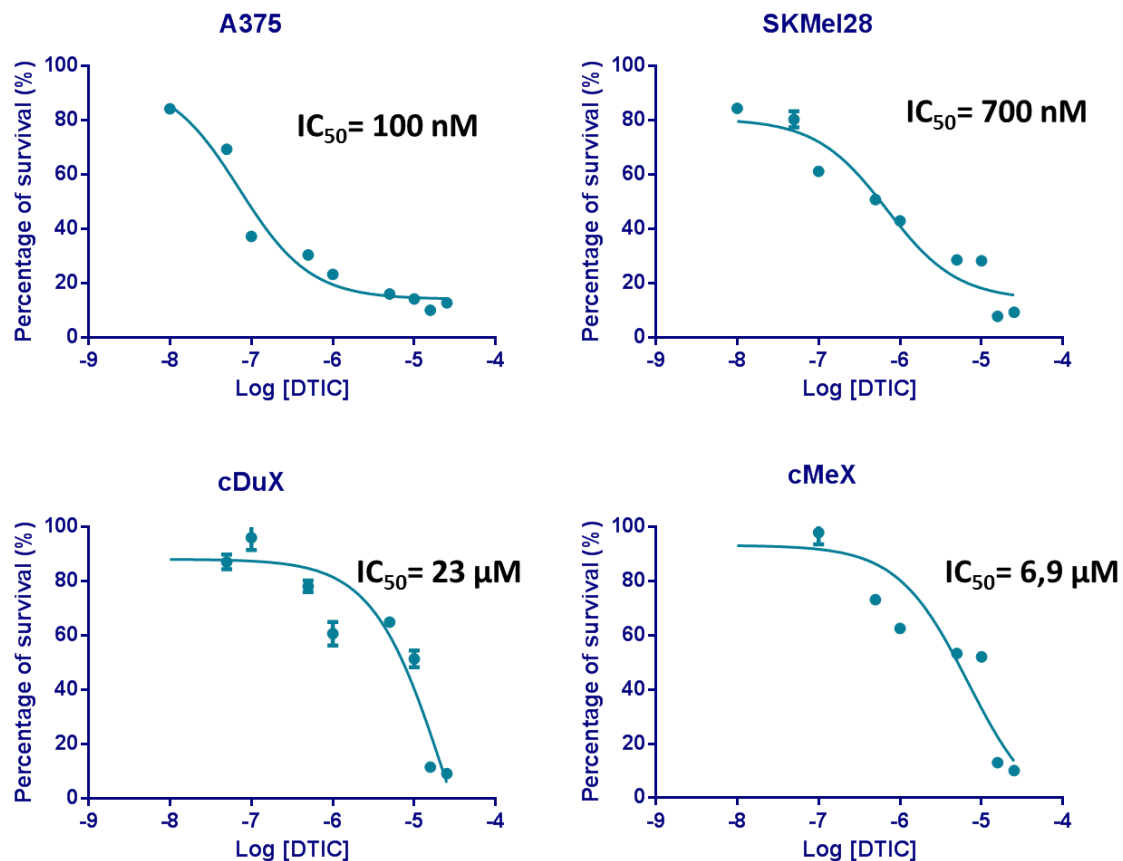 A375
Percentage of survival (%)
100
80
60
40
20
0
IC50= 100 nM
-9 -8 -7 -6 -5 -4
Log [DTIC]
SKMel28
Percentage of survival (%)
100
80
60
40
20
0
IC50= 700 nM
-9 -8 -7 -6 -5 -4
Log [DTIC]
cDuX
Percentage of survival (%)
100
80
60
40
20
0
IC50= 23 µM
-9 -8 -7 -6 -5 -4
Log [DTIC]
cMeX
Percentage of survival (%)
100
80
60
40
20
0
IC50= 6,9 µM
-9 -8 -7 -6 -5 -4
Log [DTIC]